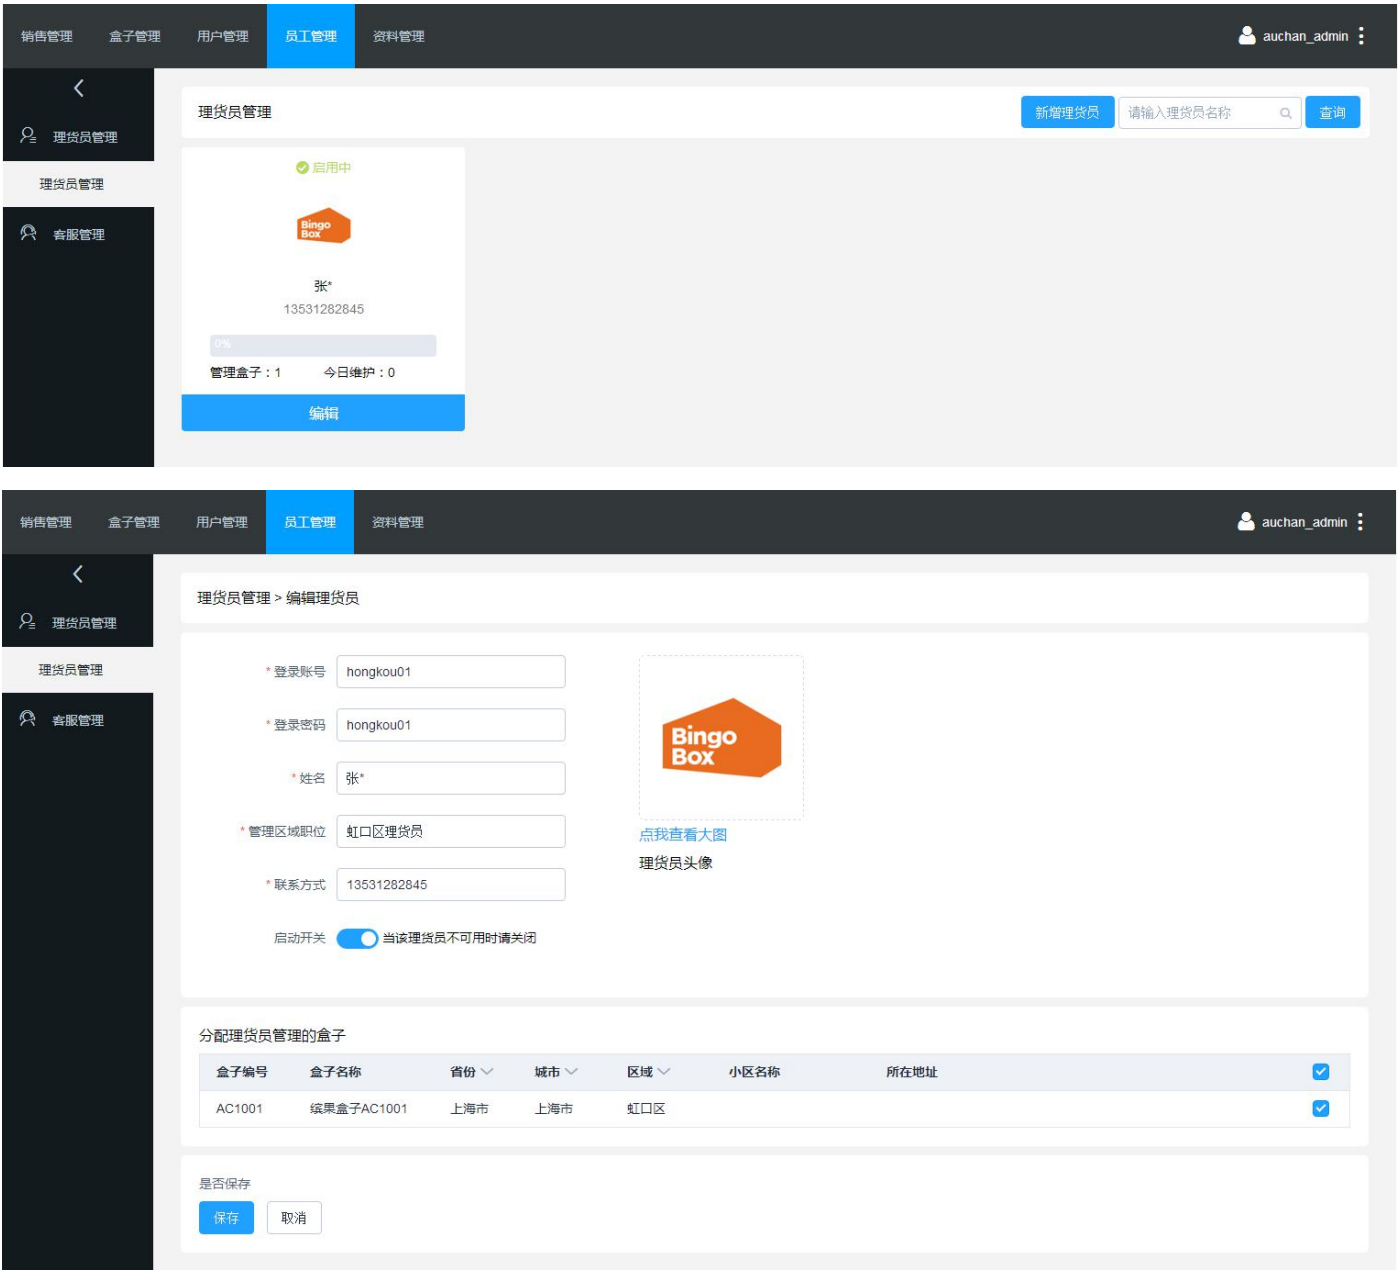 销售管理 盒子管理 用户管理 员工管理 资料管理 auchan_admin
理货员管理
理货员管理
客服管理
理货员管理 新增理货员 请输入理货员名称 查询
启用中
Bingo
Box
张*
13531282845
0%
管理盒子：1 今日维护：0
编辑
销售管理 盒子管理 用户管理 员工管理 资料管理 auchan_admin
理货员管理
理货员管理
客服管理
理货员管理 > 编辑理货员
* 登录账号 hongkou01
* 登录密码 hongkou01
* 姓名 张*
* 管理区域职位 虹口区理货员
* 联系方式 13531282845
启动开关 当该理货员不可用时请关闭
Bingo
Box
点我查看大图
理货员头像
分配理货员管理的盒子
盒子编号 盒子名称 省份 城市 区域 小区名称 所在地址
AC1001 缤果盒子AC1001 上海市 上海市 虹口区
是否保存
保存 取消